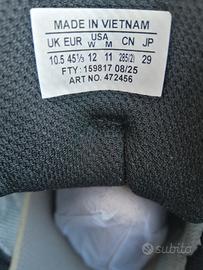 MADE IN VIETNAM
USA
UK EUR W M CN JP
10.5 45⅓ 12 11 285(2) 29
FTY: 159817 08/25
ART NO. 472456
subito